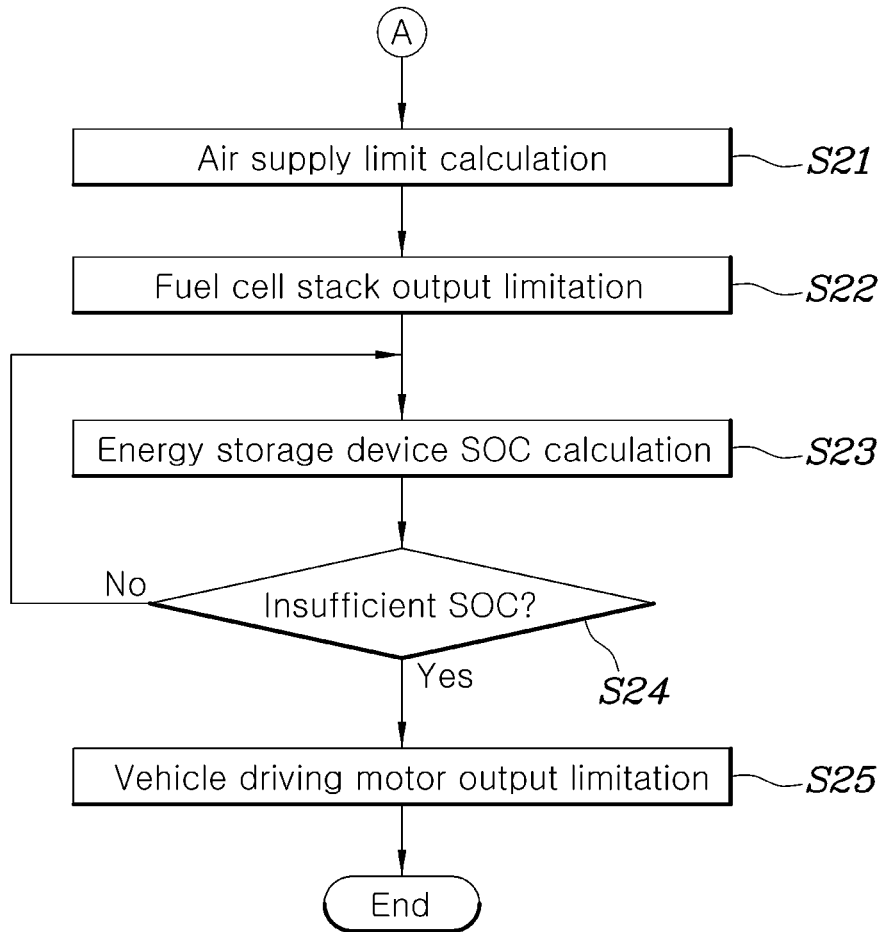 A
Air supply limit calculation
S21
Fuel cell stack output limitation
S22
Energy storage device SOC calculation
S23
No
Insufficient SOC?
Yes
S24
Vehicle driving motor output limitation
S25
End